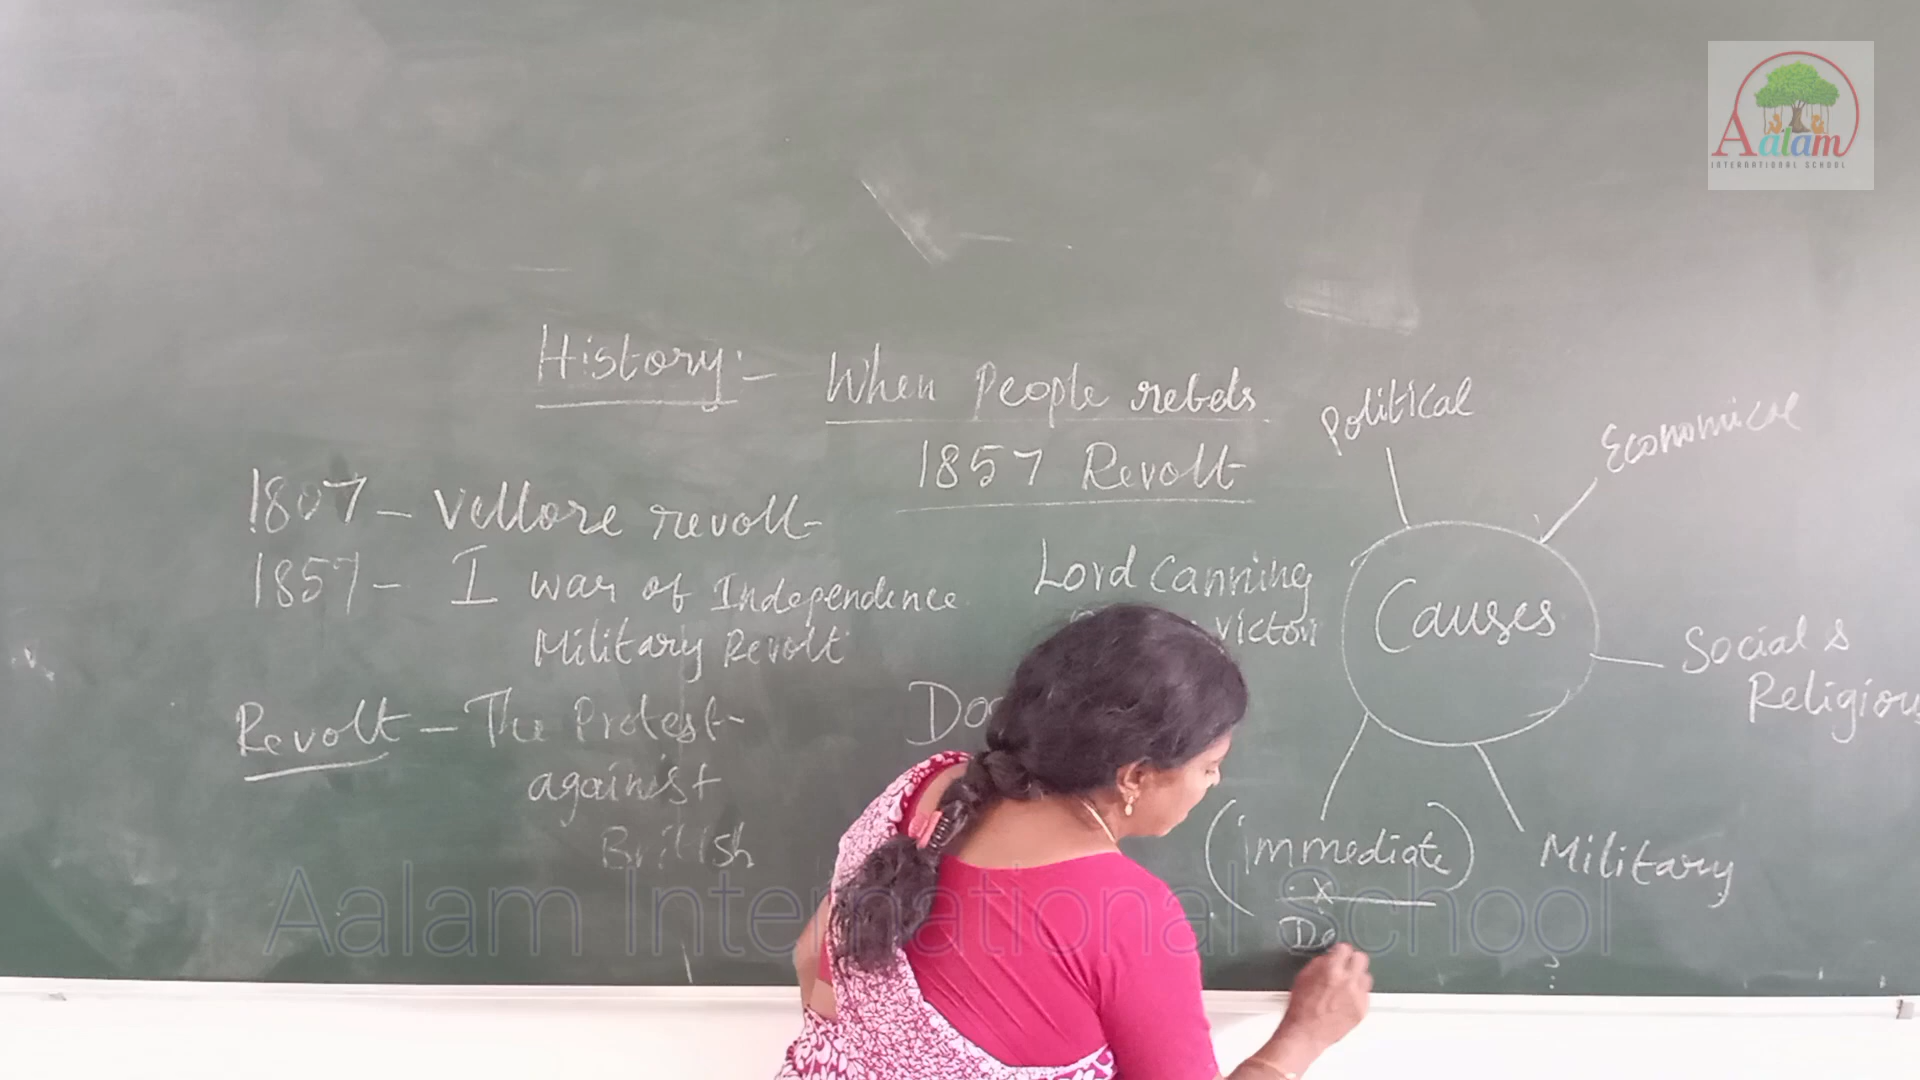 Aalam
INTERNATIONAL SCHOOL
History:- When People rebels
1857 Revolt
1807 - Vellore revolt
1857 - I war of Independence
Military Revolt
Revolt - The Protest
against
British
Lord Canning
Causes
Political
Economical
Social &
Religious
Military
(immediate)
Aalam International School